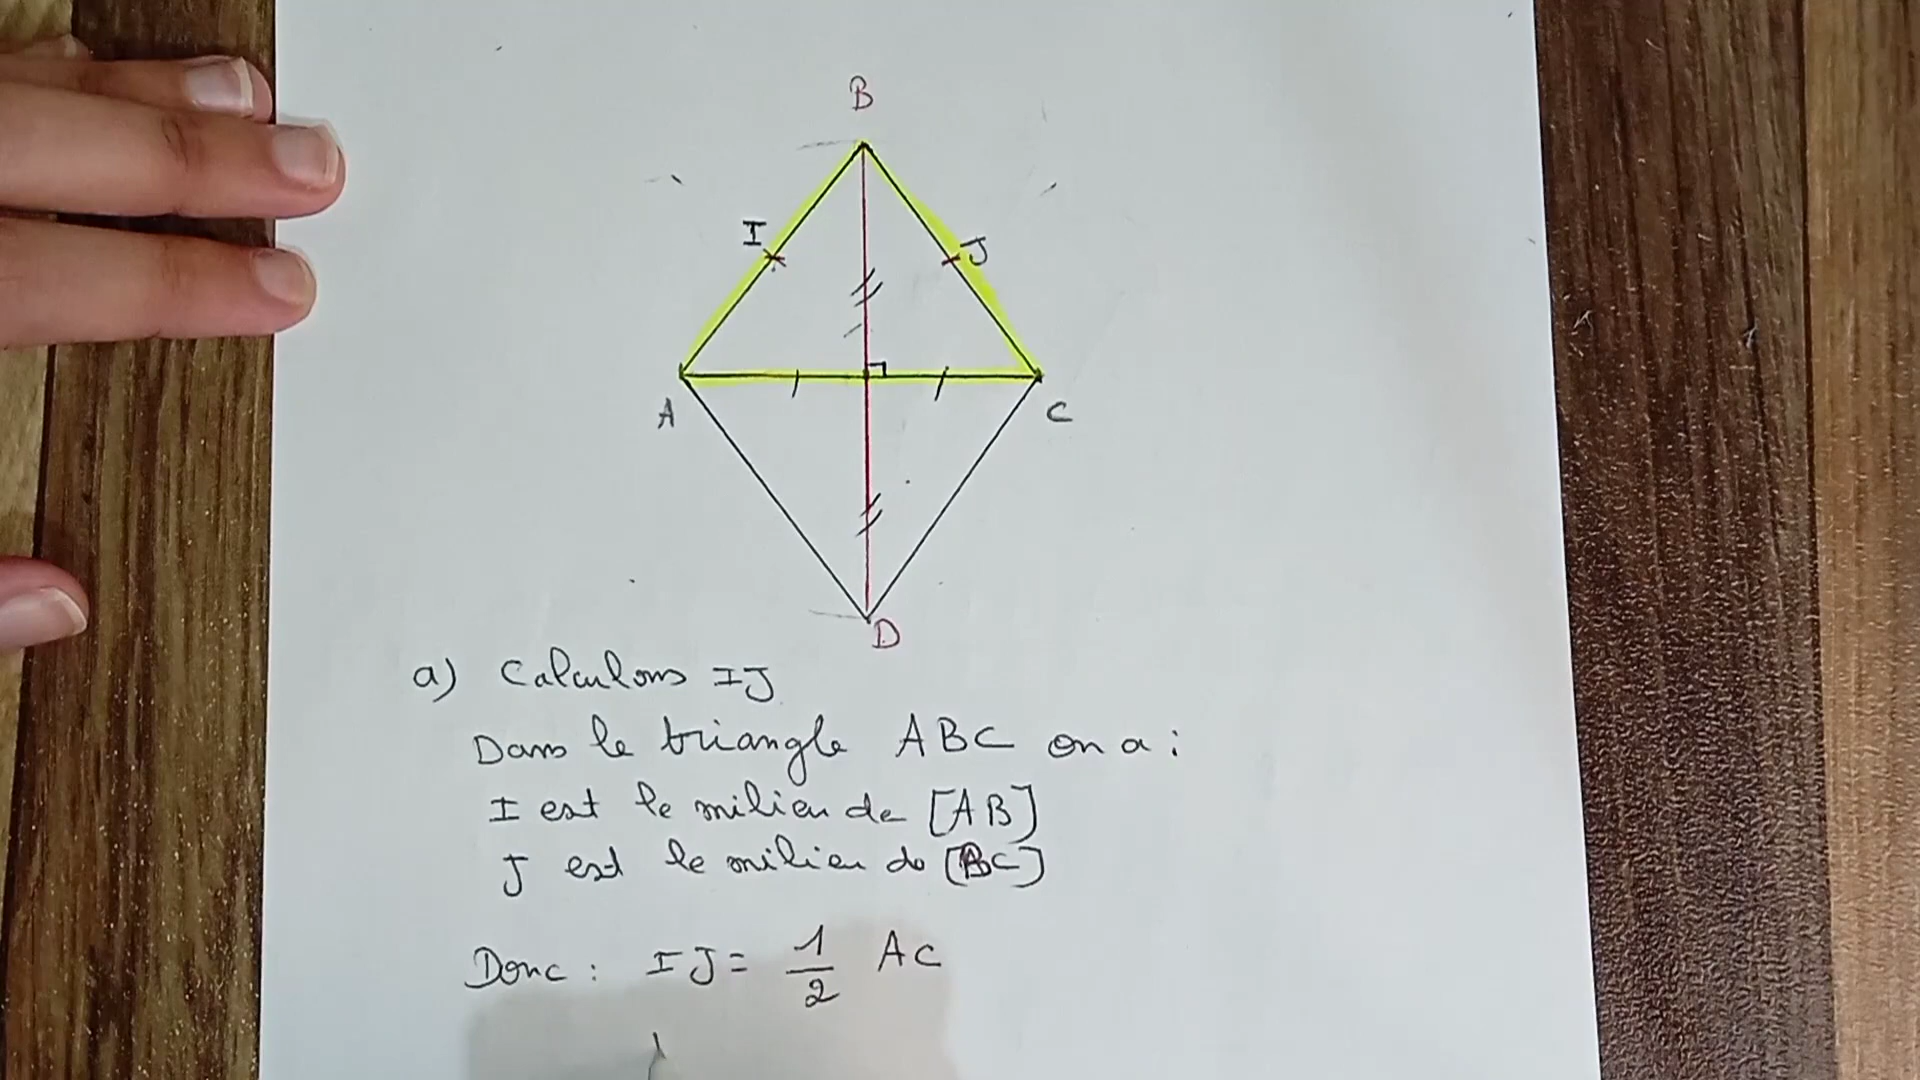 B
I
J
A
C
D
a) Calculons IJ
Dans le triangle ABC on a :
I est le milieu de [AB]
J est le milieu de [BC]
Donc : IJ = 1/2 AC